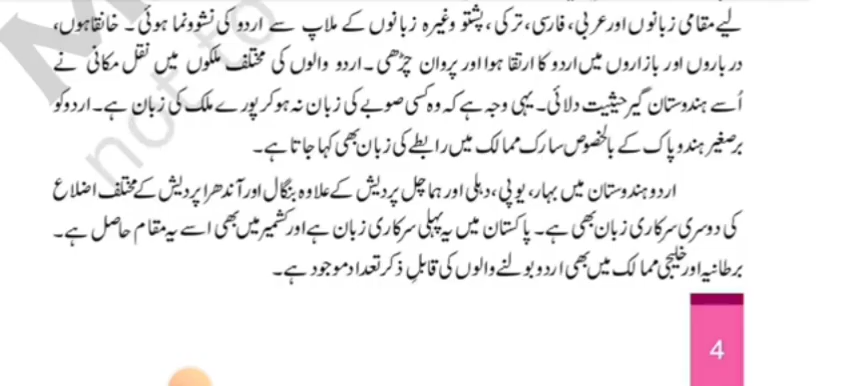 لیے مقامی زبانوں اور عربی، فارسی، ترکی، پشتو وغیرہ زبانوں کے ملاپ سے اردو کی نشوونما ہوئی۔ خانقاہوں،
درباروں اور بازاروں میں اردو کا ارتقا ہوا اور پروان چڑھی۔ اردو والوں کی مختلف ملکوں میں نقل مکانی نے
اُسے ہندوستان گیر حیثیت دلائی۔ یہی وجہ ہے کہ وہ کسی صوبے کی زبان نہ ہو کر پورے ملک کی زبان ہے۔ اردو کو
برصغیر ہندوپاک کے بالخصوص سارک ممالک میں رابطے کی زبان بھی کہا جاتا ہے۔
اردو ہندوستان میں بہار، یوپی، دہلی اور ہماچل پردیش کے علاوہ بنگال اور آندھرا پردیش کے مختلف اضلاع
کی دوسری سرکاری زبان بھی ہے۔ پاکستان میں یہ پہلی سرکاری زبان ہے اور کشمیر میں بھی اسے یہ مقام حاصل ہے۔
برطانیہ اور خلیجی ممالک میں بھی اردو بولنے والوں کی قابلِ ذکر تعداد موجود ہے۔
4
not to